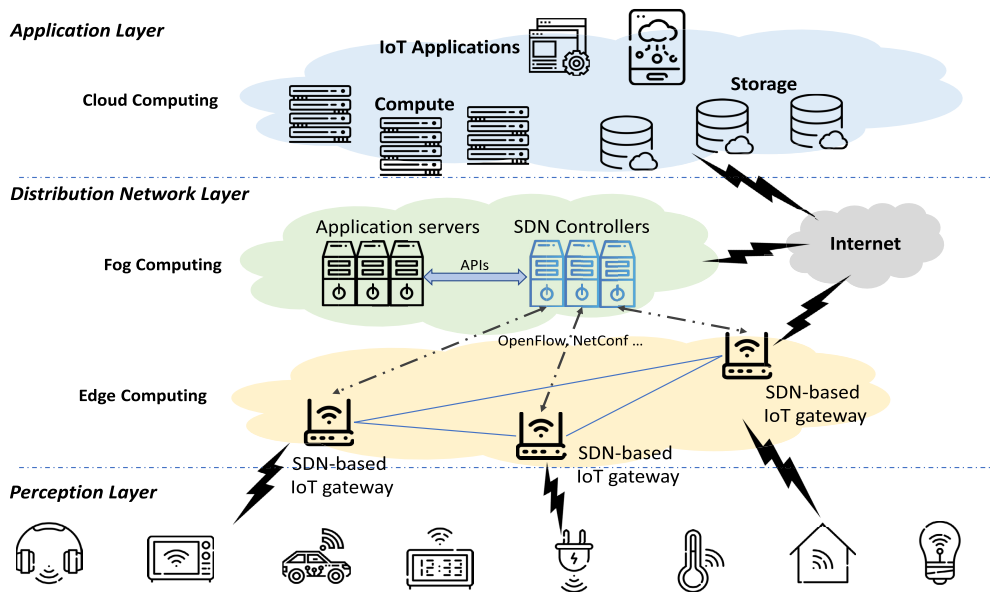 Application Layer
IoT Applications
Cloud Computing
Compute
Storage
Distribution Network Layer
Application servers
SDN Controllers
Internet
Fog Computing
APIs
OpenFlow, NetConf ...
Edge Computing
SDN-based
IoT gateway
SDN-based
IoT gateway
SDN-based
IoT gateway
Perception Layer
12:33